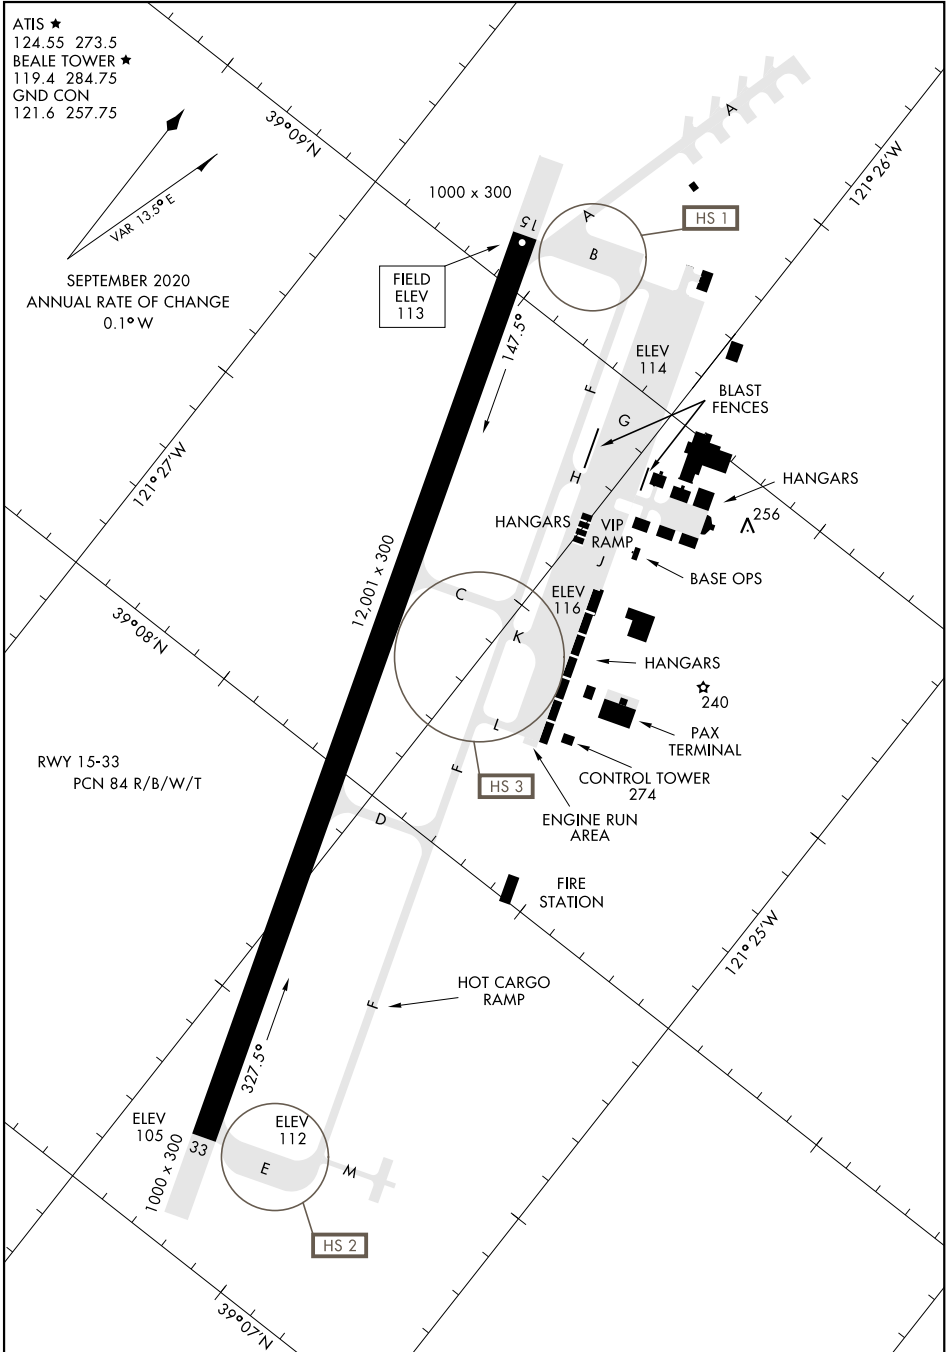 ATIS ★
124.55 273.5
BEALE TOWER ★
119.4 284.75
GND CON
121.6 257.75
VAR 13.5° E
SEPTEMBER 2020
ANNUAL RATE OF CHANGE
0.1° W
39°09'N
A
121° 26'W
1000 x 300
15
A
HS 1
B
FIELD
ELEV
113
147.5°
ELEV
114
BLAST
FENCES
F
G
121° 27'W
H
HANGARS
256
HANGARS
VIP
RAMP
J
BASE OPS
12,001 x 300
C
ELEV
116
39°08'N
K
HANGARS
240
L
PAX
TERMINAL
RWY 15-33
PCN 84 R/B/W/T
F
HS 3
CONTROL TOWER
274
D
ENGINE RUN
AREA
FIRE
STATION
121° 25'W
HOT CARGO
RAMP
F
327.5°
ELEV
105
ELEV
112
33
1000 x 300
E
M
HS 2
39°07'N